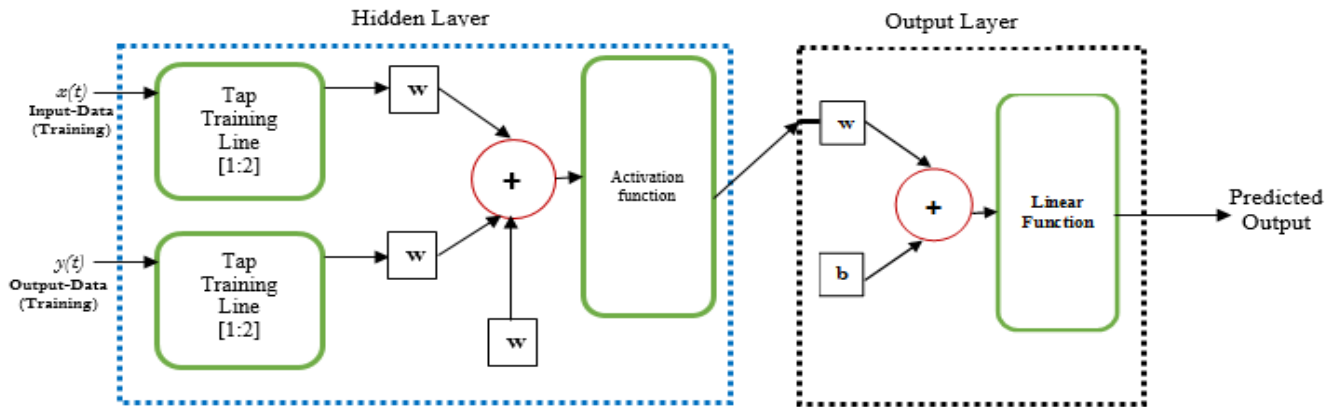 Hidden Layer
x(t)
Input-Data
(Training)
Tap
Training
Line
[1:2]
w
y(t)
Output-Data
(Training)
Tap
Training
Line
[1:2]
w
w
+
Activation
function
Output Layer
w
b
+
Linear
Function
Predicted
Output